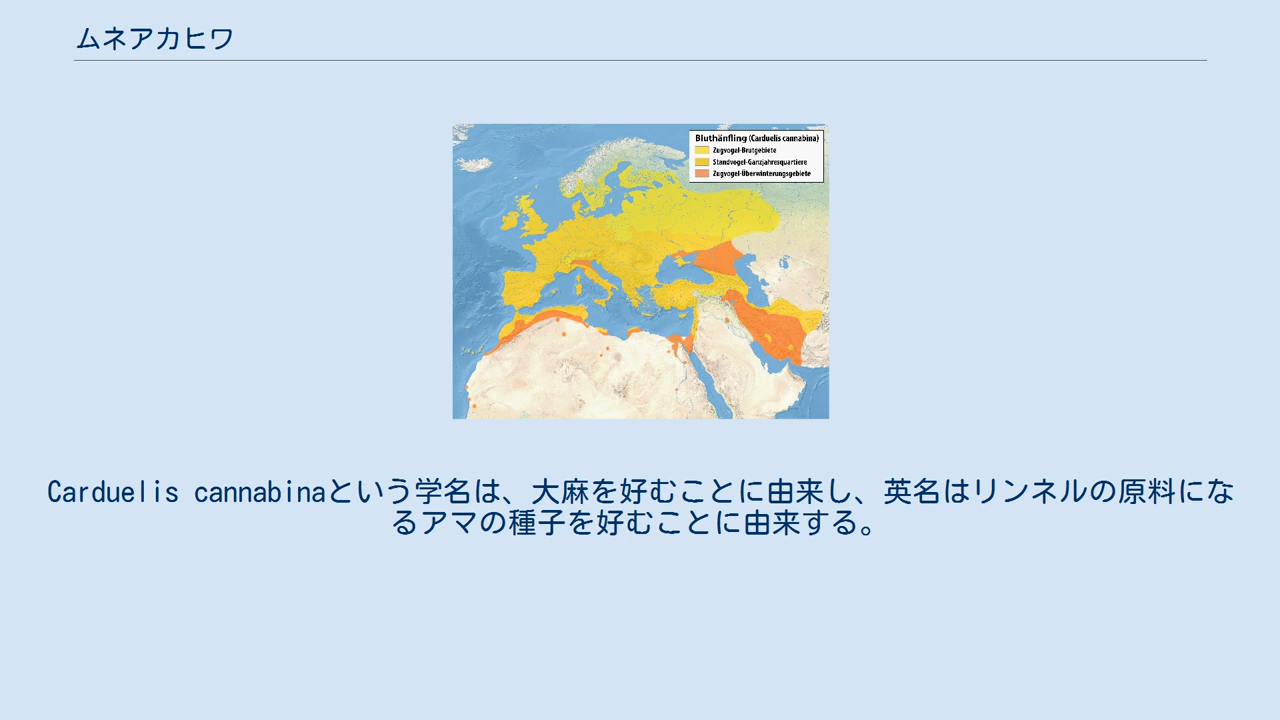 ムネアカヒワ
Bluthänfling (Carduelis cannabina)
Zugvogel-Brutgebiete
Standvogel-Ganzjahresquartiere
Zugvogel-Überwinterungsgebiete
Carduelis cannabinaという学名は、大麻を好むことに由来し、英名はリンネルの原料にな
るアマの種子を好むことに由来する。